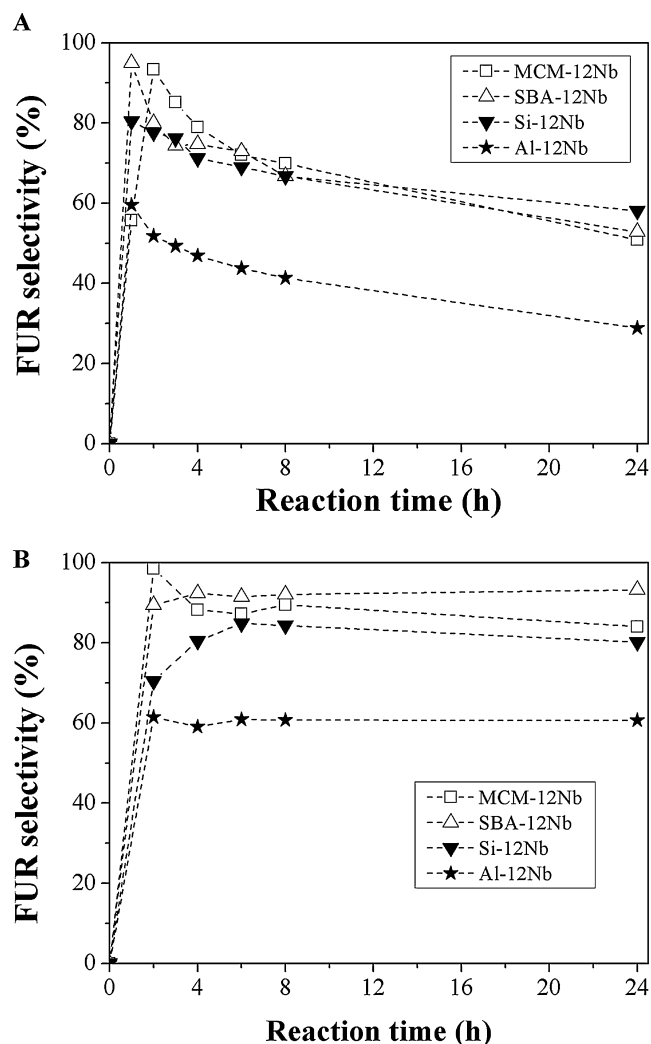 A
FUR selectivity (%)
100
80
60
40
20
0
MCM-12Nb
SBA-12Nb
Si-12Nb
Al-12Nb
0 4 8 12 16 20 24
Reaction time (h)
B
FUR selectivity (%)
100
80
60
40
20
0
MCM-12Nb
SBA-12Nb
Si-12Nb
Al-12Nb
0 4 8 12 16 20 24
Reaction time (h)